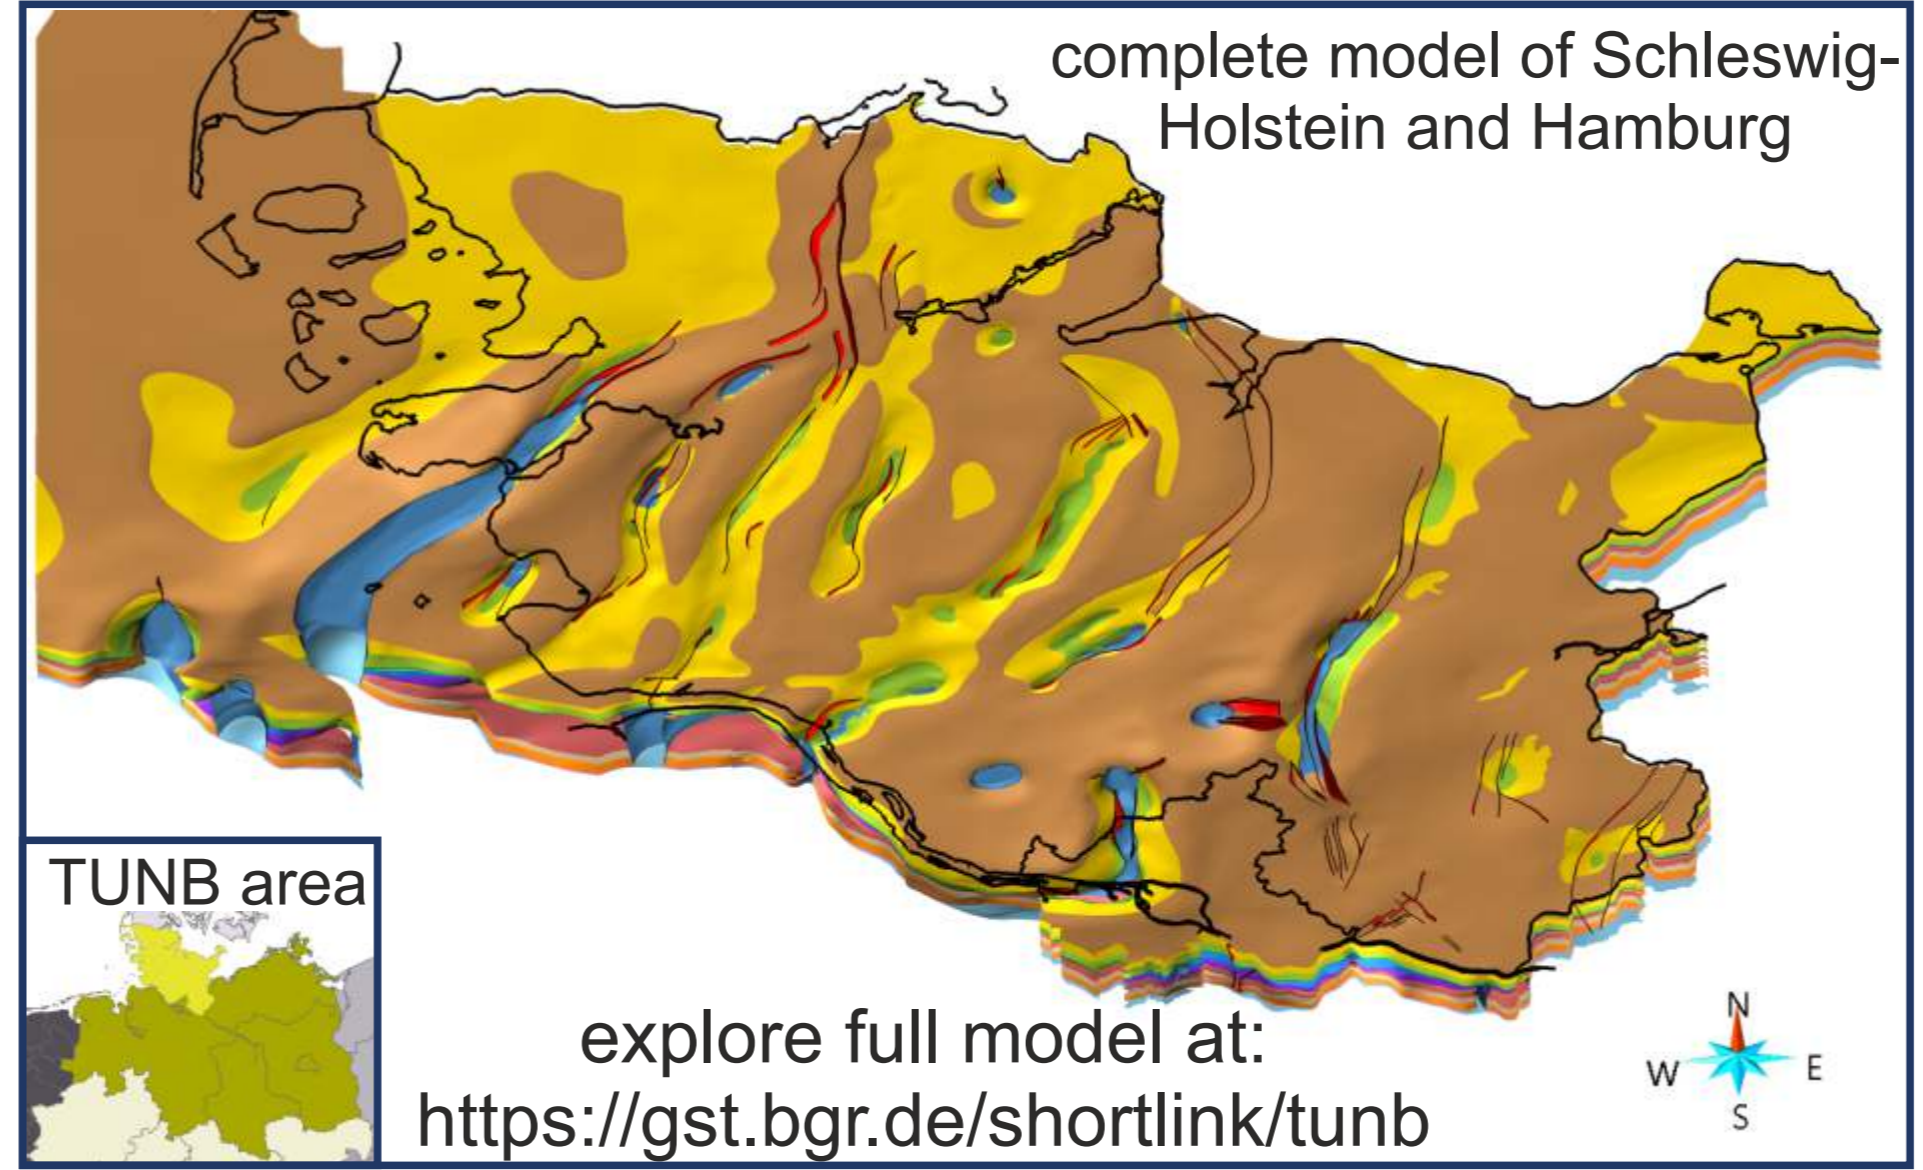 complete model of Schleswig-
Holstein and Hamburg
TUNB area
explore full model at:
https://gst.bgr.de/shortlink/tunb
N
W
E
S